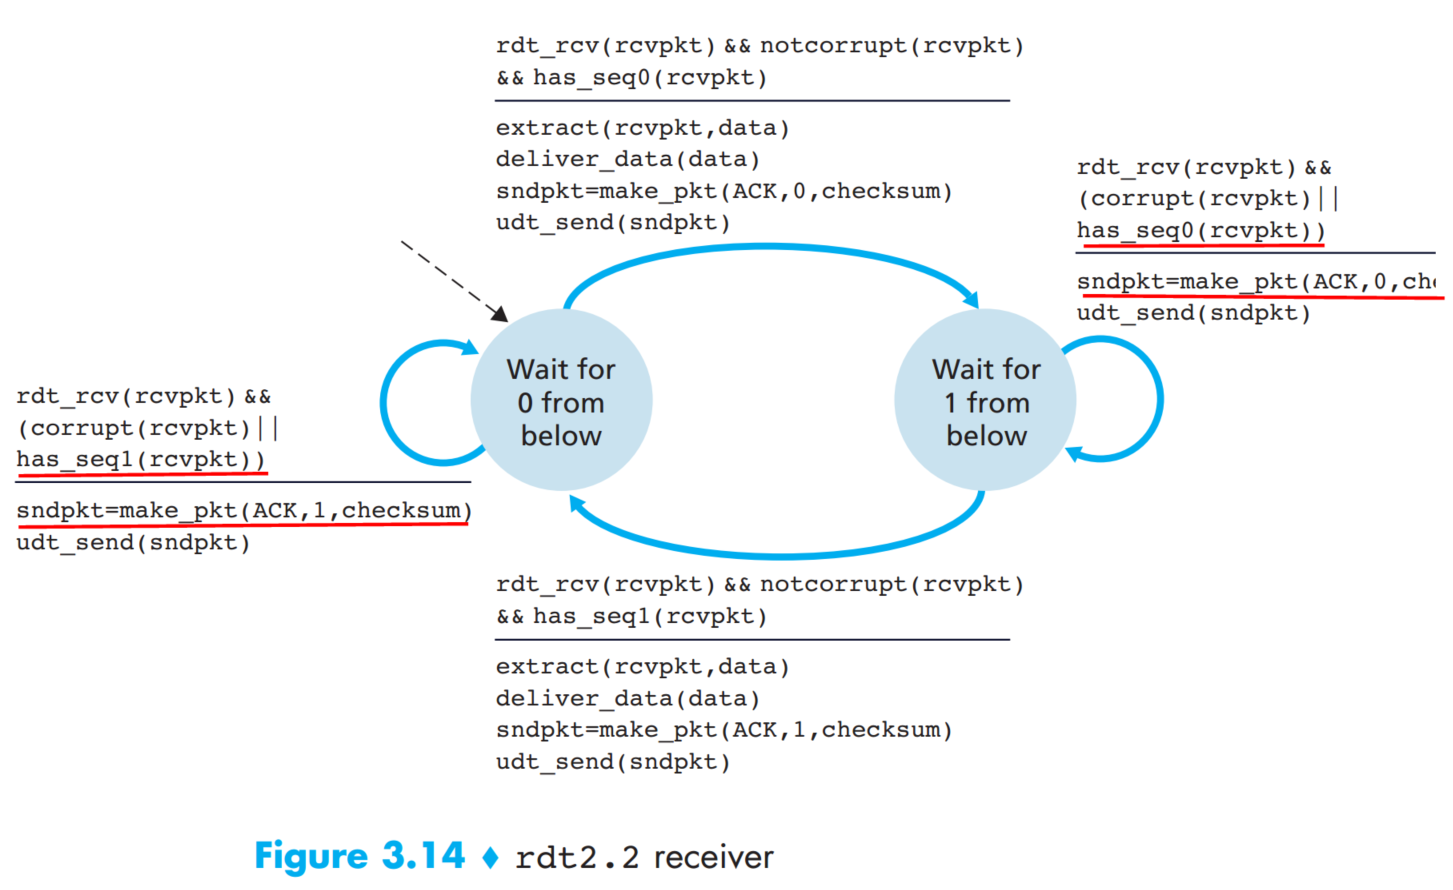 rdt_rcv(rcvpkt) && notcorrupt(rcvpkt)
&& has_seq0(rcvpkt)
extract(rcvpkt,data)
deliver_data(data)
sndpkt=make_pkt(ACK,0,checksum)
udt_send(sndpkt)
rdt_rcv(rcvpkt) &&
(corrupt(rcvpkt)||
has_seq0(rcvpkt))
sndpkt=make_pkt(ACK,0,che
udt_send(sndpkt)
Wait for
0 from
below
Wait for
1 from
below
rdt_rcv(rcvpkt) &&
(corrupt(rcvpkt)||
has_seq1(rcvpkt))
sndpkt=make_pkt(ACK,1,checksum)
udt_send(sndpkt)
rdt_rcv(rcvpkt) && notcorrupt(rcvpkt)
&& has_seq1(rcvpkt)
extract(rcvpkt,data)
deliver_data(data)
sndpkt=make_pkt(ACK,1,checksum)
udt_send(sndpkt)
Figure 3.14 ♦ rdt2.2 receiver